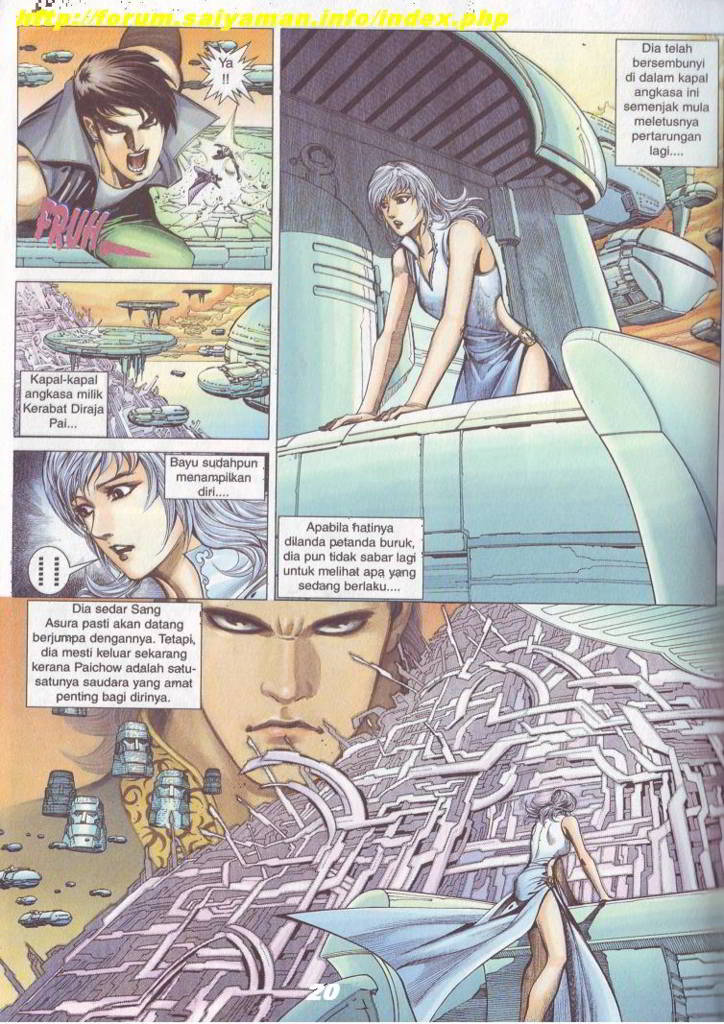 http://forum.saiyaman.info/index.php
Ya
!!
FRUH
Dia telah
bersembunyi
di dalam kapal
angkasa ini
semenjak mula
meletusnya
pertarungan
lagi....
Kapal-kapal
angkasa milik
Kerabat Diraja
Pai...
Bayu sudahpun
menampilkan
diri....
!!
Apabila hatinya
dilanda petanda buruk,
dia pun tidak sabar lagi
untuk melihat apa yang
sedang berlaku....
Dia sedar Sang
Asura pasti akan datang
berjumpa dengannya. Tetapi,
dia mesti keluar sekarang
kerana Paichow adalah satu-
satunya saudara yang amat
penting bagi dirinya.
20